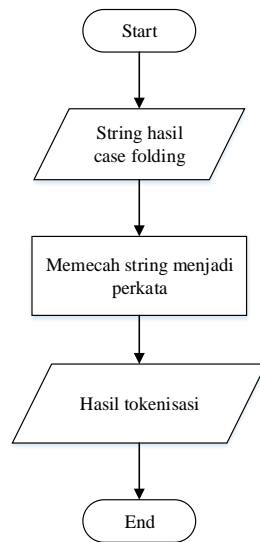 Start
String hasil
case folding
Memecah string menjadi
perkata
Hasil tokenisasi
End